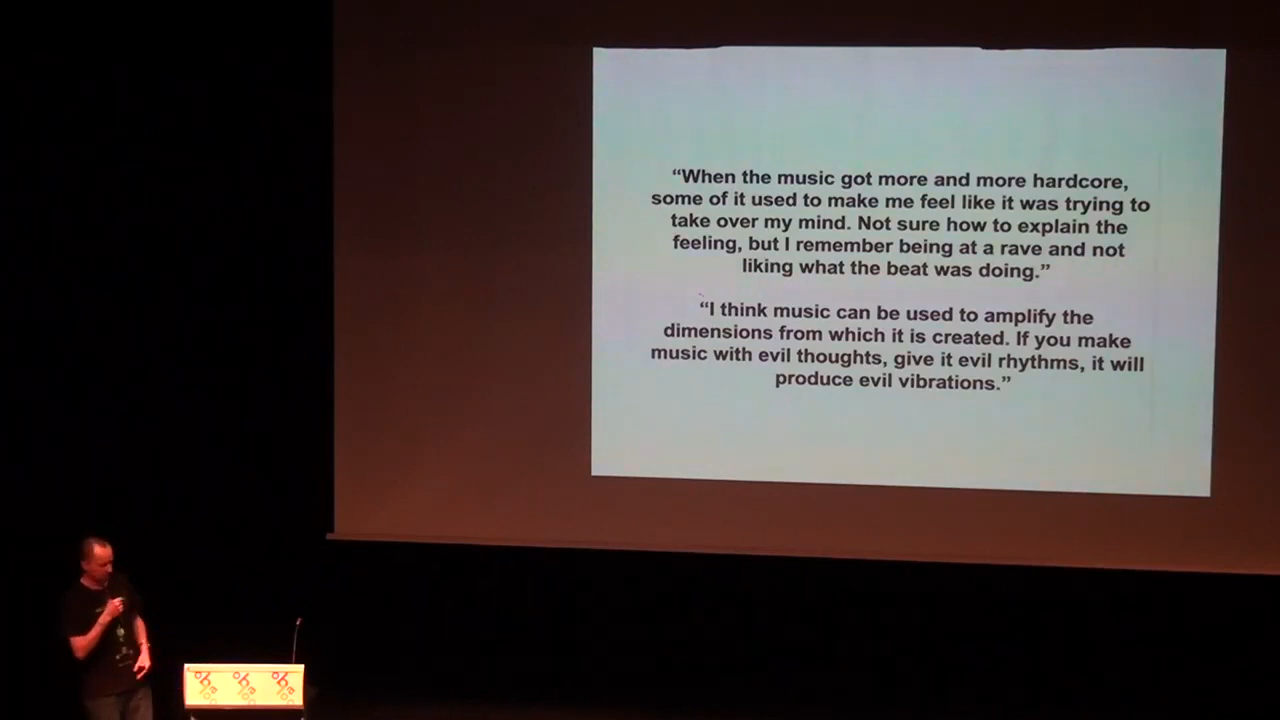 “When the music got more and more hardcore,
some of it used to make me feel like it was trying to
take over my mind. Not sure how to explain the
feeling, but I remember being at a rave and not
liking what the beat was doing.”
“I think music can be used to amplify the
dimensions from which it is created. If you make
music with evil thoughts, give it evil rhythms, it will
produce evil vibrations.”